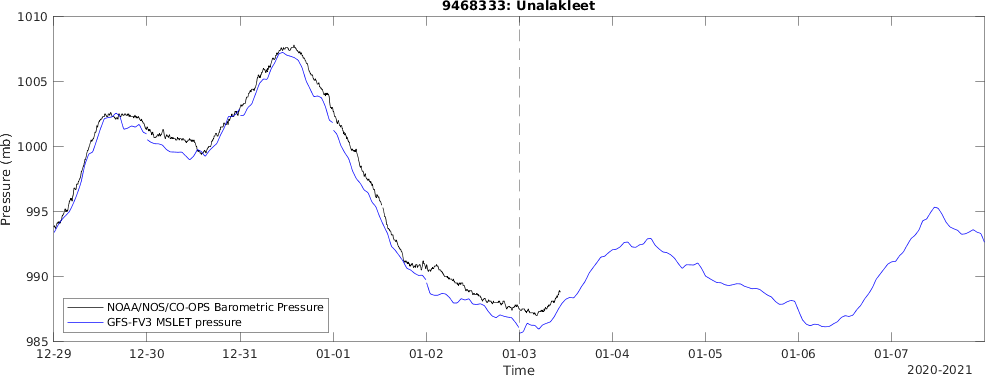 9468333: Unalakleet
1010
1005
1000
995
990
985
Pressure (mb)
NOAA/NOS/CO-OPS Barometric Pressure
GFS-FV3 MSLET pressure
12-29 12-30 12-31 01-01 01-02 01-03 01-04 01-05 01-06 01-07
Time
2020-2021